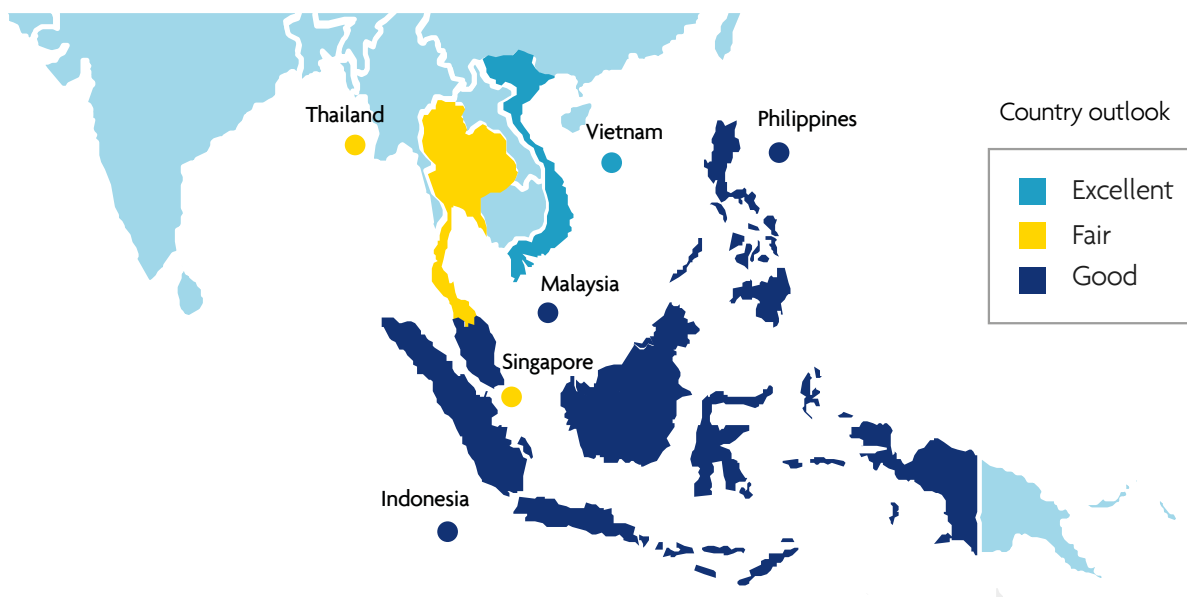 Thailand
Vietnam
Philippines
Malaysia
Singapore
Indonesia
Country outlook
Excellent
Fair
Good